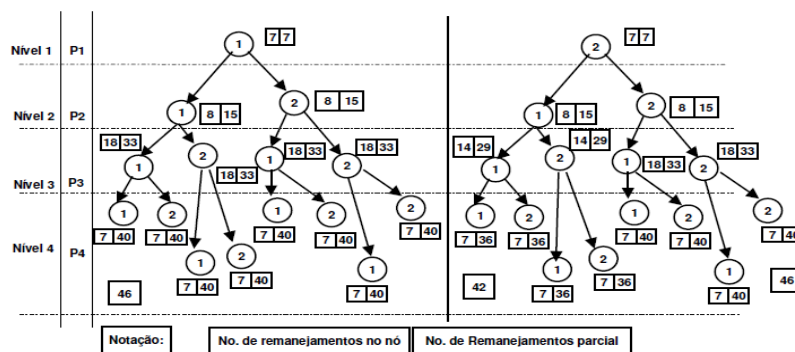 Nível 1 P1 1 7 7 2 7 7
Nível 2 P2 1 8 15 2 8 15 1 8 15 2 8 15
18 33 18 33 18 33 14 29 14 29 18 33
1 2 1 2 1 2 1 2
Nível 3 P3 18 33 18 33
1 2 1 2 2 1 2 1 2 2
7 40 7 40 7 40 7 40 7 40 7 36 7 36 7 40 7 40 7
Nível 4 P4 1 2 1 1 2 1
7 40 7 40 7 40 7 36 7 36 7 40
46 42 46
Notação: No. de remanejamentos no nó No. de Remanejamentos parcial